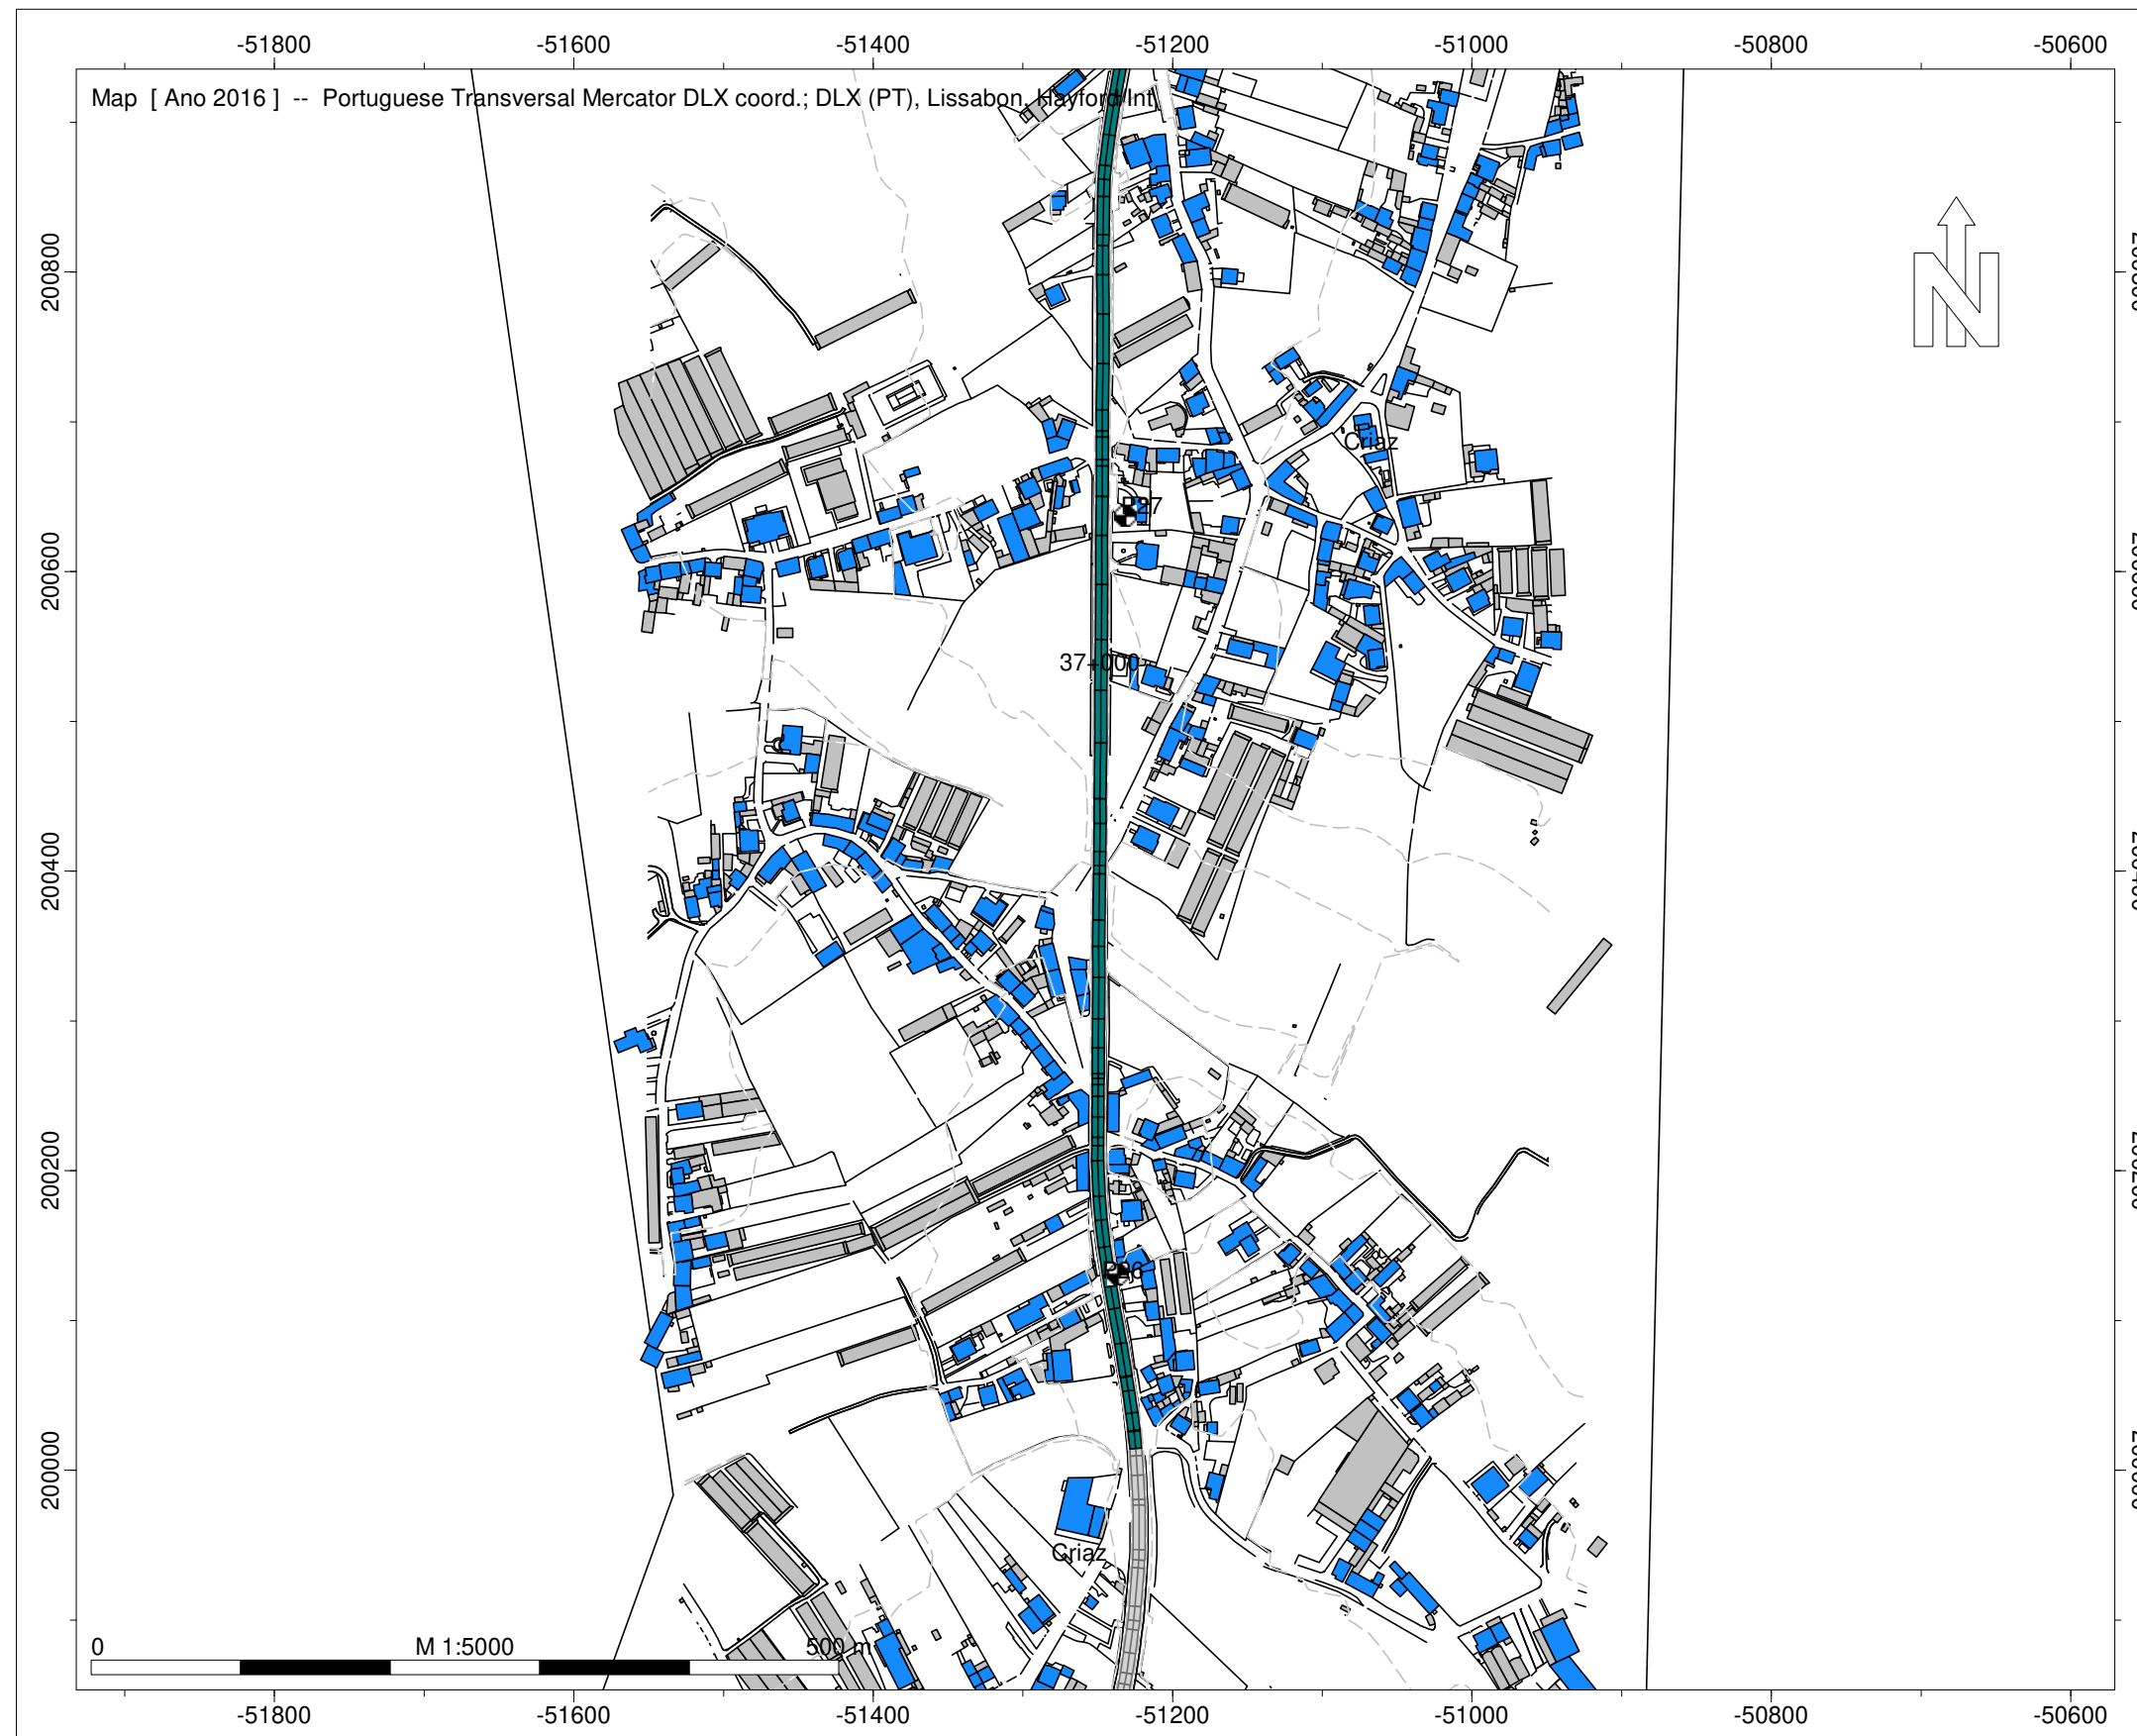 -51800 -51600 -51400 -51200 -51000 -50800 -50600
Map [ Ano 2016 ] -- Portuguese Transversal Mercator DLX coord.; DLX (PT), Lissabon, Hayford/Int
N
200800
200600
200400
200200
200000
Criaz
P27
37+000
P26
Criaz
0 M 1:5000 500 m
-51800 -51600 -51400 -51200 -51000 -50800 -50600